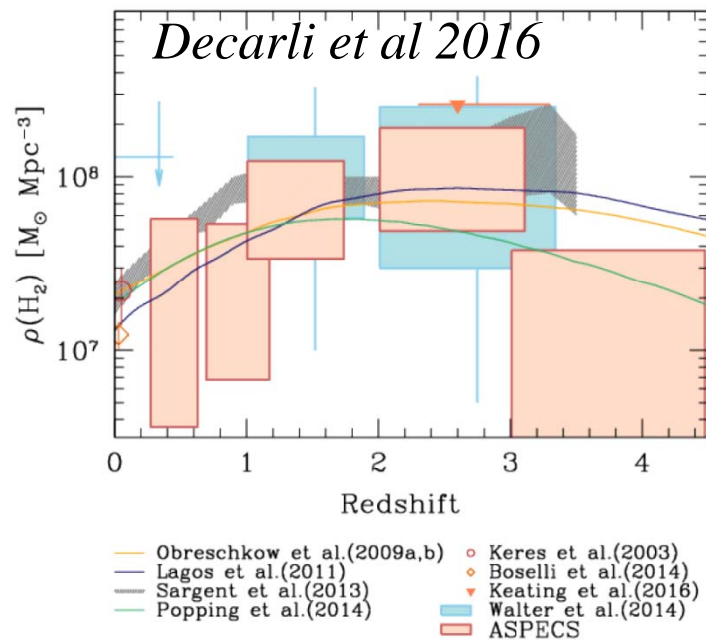 Decarli et al 2016
ρ(H₂) [M⊙ Mpc⁻³]
10⁸
10⁷
0 1 2 3 4
Redshift
Obreschkow et al.(2009a,b)
Lagos et al.(2011)
Sargent et al.(2013)
Popping et al.(2014)
Keres et al.(2003)
Boselli et al.(2014)
Keating et al.(2016)
Walter et al.(2014)
ASPECS